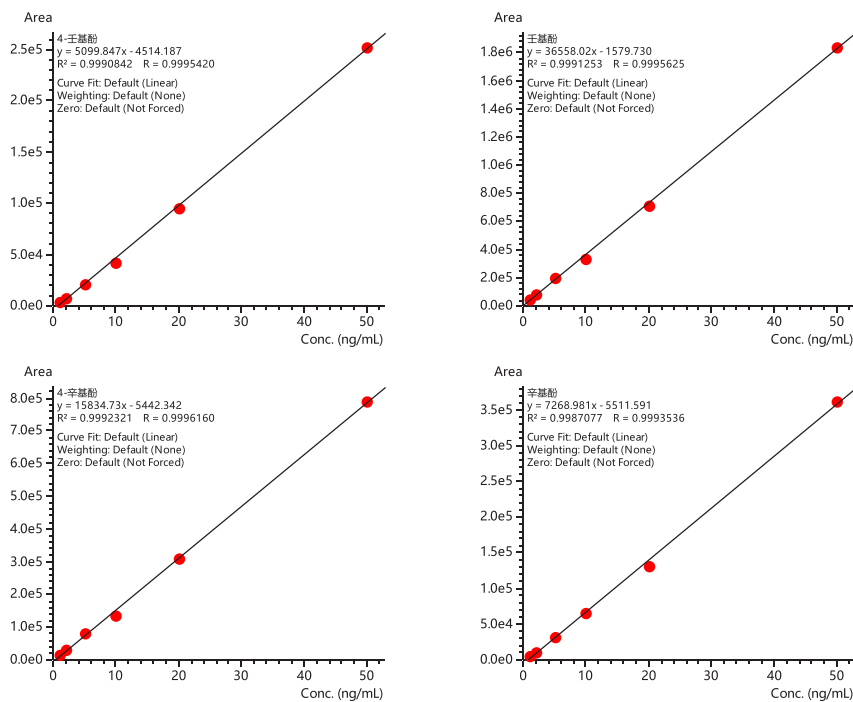 Area
4-壬基酚
y = 5099.847x - 4514.187
R² = 0.9990842 R = 0.9995420
Curve Fit: Default (Linear)
Weighting: Default (None)
Zero: Default (Not Forced)
2.5e5
2.0e5
1.5e5
1.0e5
5.0e4
0.0e0
0 10 20 30 40 50
Conc. (ng/mL)
Area
壬基酚
y = 36558.02x - 1579.730
R² = 0.9991253 R = 0.9995625
Curve Fit: Default (Linear)
Weighting: Default (None)
Zero: Default (Not Forced)
1.8e6
1.6e6
1.4e6
1.2e6
1.0e6
8.0e5
6.0e5
4.0e5
2.0e5
0.0e0
0 10 20 30 40 50
Conc. (ng/mL)
Area
4-辛基酚
y = 15834.73x - 5442.342
R² = 0.9992321 R = 0.9996160
Curve Fit: Default (Linear)
Weighting: Default (None)
Zero: Default (Not Forced)
8.0e5
7.0e5
6.0e5
5.0e5
4.0e5
3.0e5
2.0e5
1.0e5
0.0e0
0 10 20 30 40 50
Conc. (ng/mL)
Area
辛基酚
y = 7268.981x - 5511.591
R² = 0.9987077 R = 0.9993536
Curve Fit: Default (Linear)
Weighting: Default (None)
Zero: Default (Not Forced)
3.5e5
3.0e5
2.5e5
2.0e5
1.5e5
1.0e5
5.0e4
0.0e0
0 10 20 30 40 50
Conc. (ng/mL)